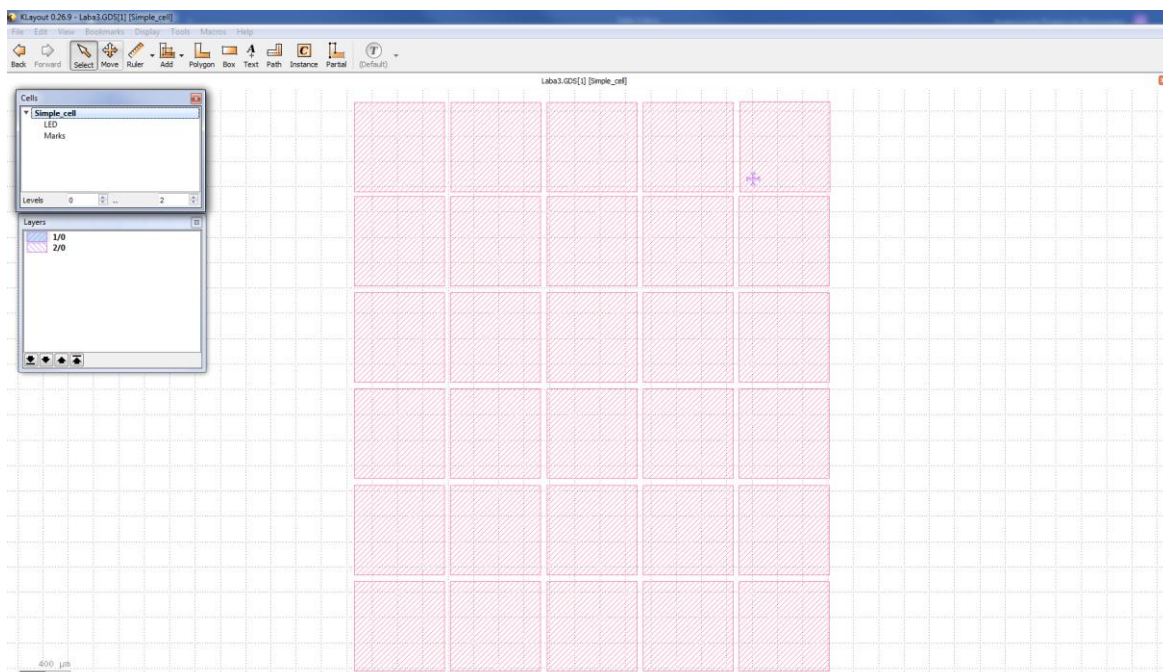 KLayout 0.26.9 - Laba3.GDS[1] [Simple_cell]
File Edit View Bookmarks Display Tools Macros Help
Back Forward Select Move Ruler Add Polygon Box Text Path Instance Partial (Default)
Laba3.GDS[1] [Simple_cell]
Cells
Simple_cell
LED
Marks
Levels 0 .. 2
Layers
1/0
2/0
400 µm